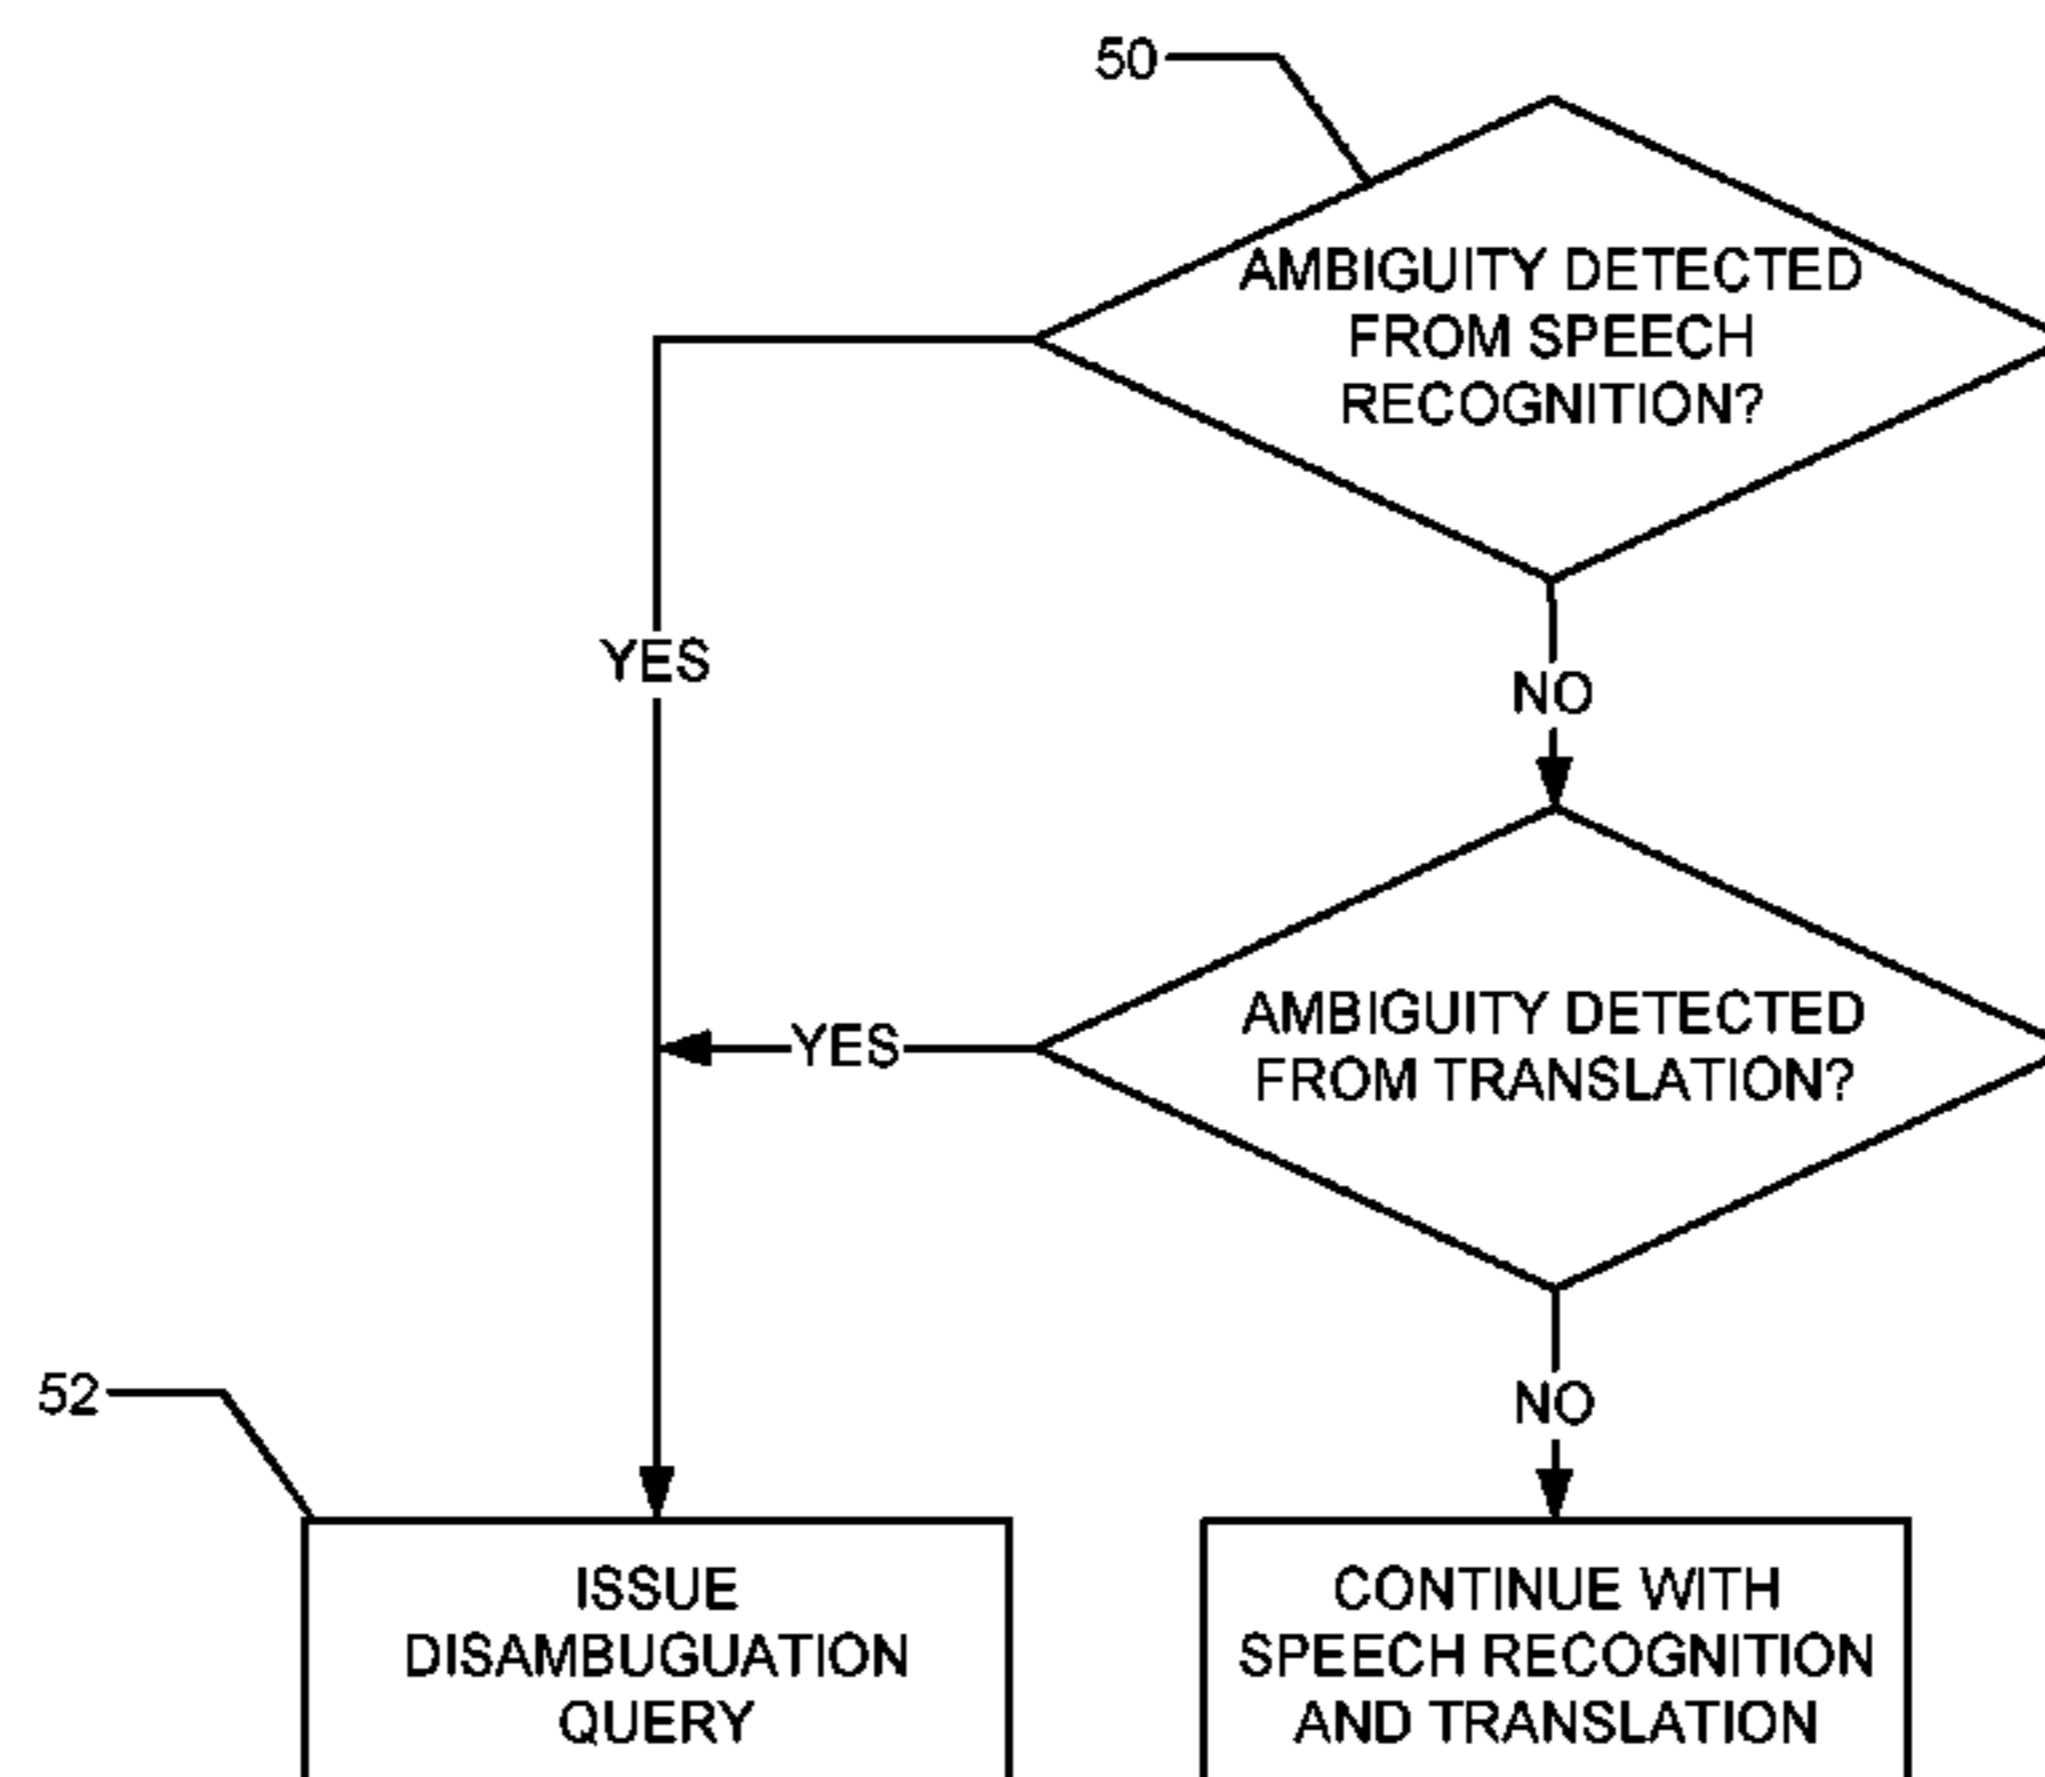 50
AMBIGUITY DETECTED
FROM SPEECH
RECOGNITION?
YES
NO
AMBIGUITY DETECTED
FROM TRANSLATION?
YES
52
NO
ISSUE
DISAMBUGUATION
QUERY
CONTINUE WITH
SPEECH RECOGNITION
AND TRANSLATION